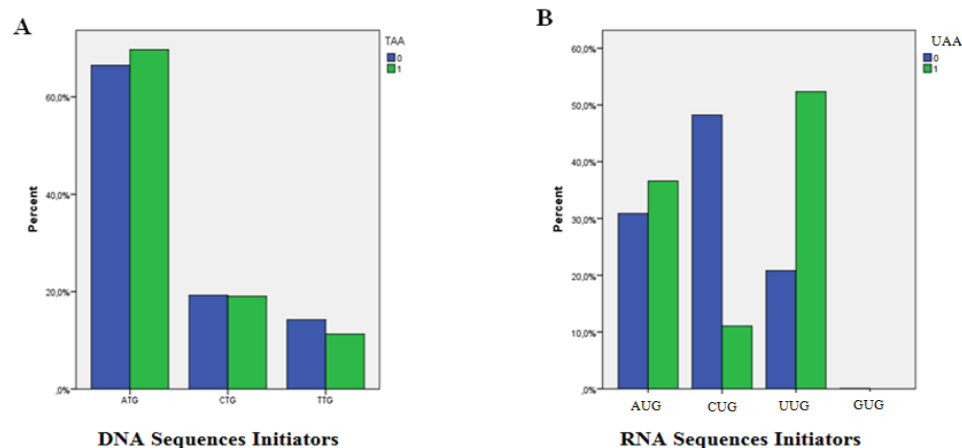 A
TAA
0
1
Percent
60,0%
40,0%
20,0%
,0%
ATG CTG TTG
DNA Sequences Initiators
B
UAA
0
1
Percent
60,0%
50,0%
40,0%
30,0%
20,0%
10,0%
,0%
AUG CUG UUG GUG
RNA Sequences Initiators